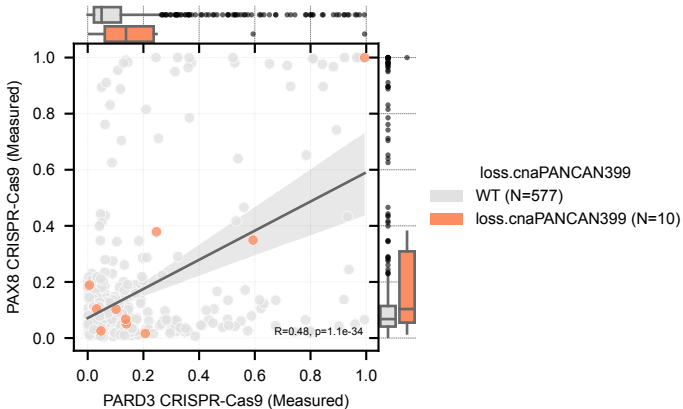 1.0
0.8
0.6
0.4
0.2
0.0
PAX8 CRISPR-Cas9 (Measured)
R=0.48, p=1.1e-34
0.0 0.2 0.4 0.6 0.8 1.0
PARD3 CRISPR-Cas9 (Measured)
loss.cnaPANCAN399
WT (N=577)
loss.cnaPANCAN399 (N=10)